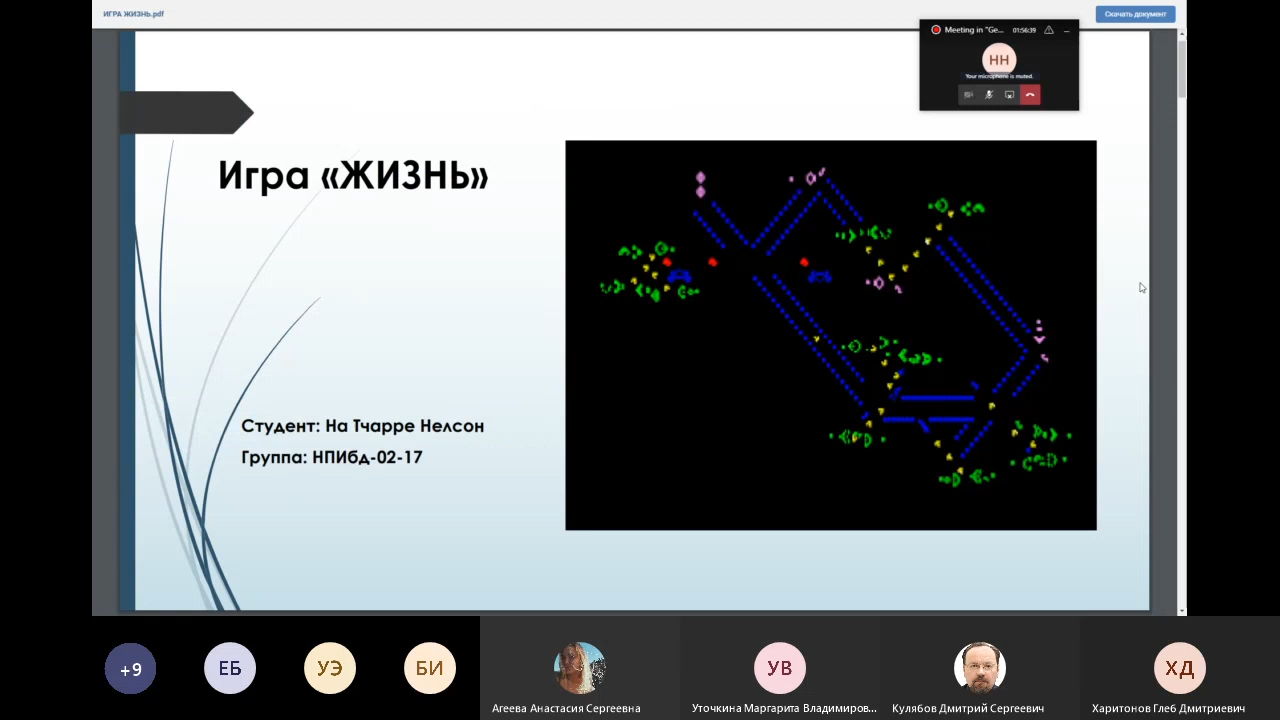 ИГРА ЖИЗНЬ.pdf
Скачать документ
Meeting in "Ge...
01:56:39
НН
Your microphone is muted.
Игра «ЖИЗНЬ»
Студент: На Тчарре Нелсон
Группа: НПИбд-02-17
+9
ЕБ
УЭ
БИ
УВ
ХД
Агеева Анастасия Сергеевна
Уточкина Маргарита Владимиров...
Кулябов Дмитрий Сергеевич
Харитонов Глеб Дмитриевич